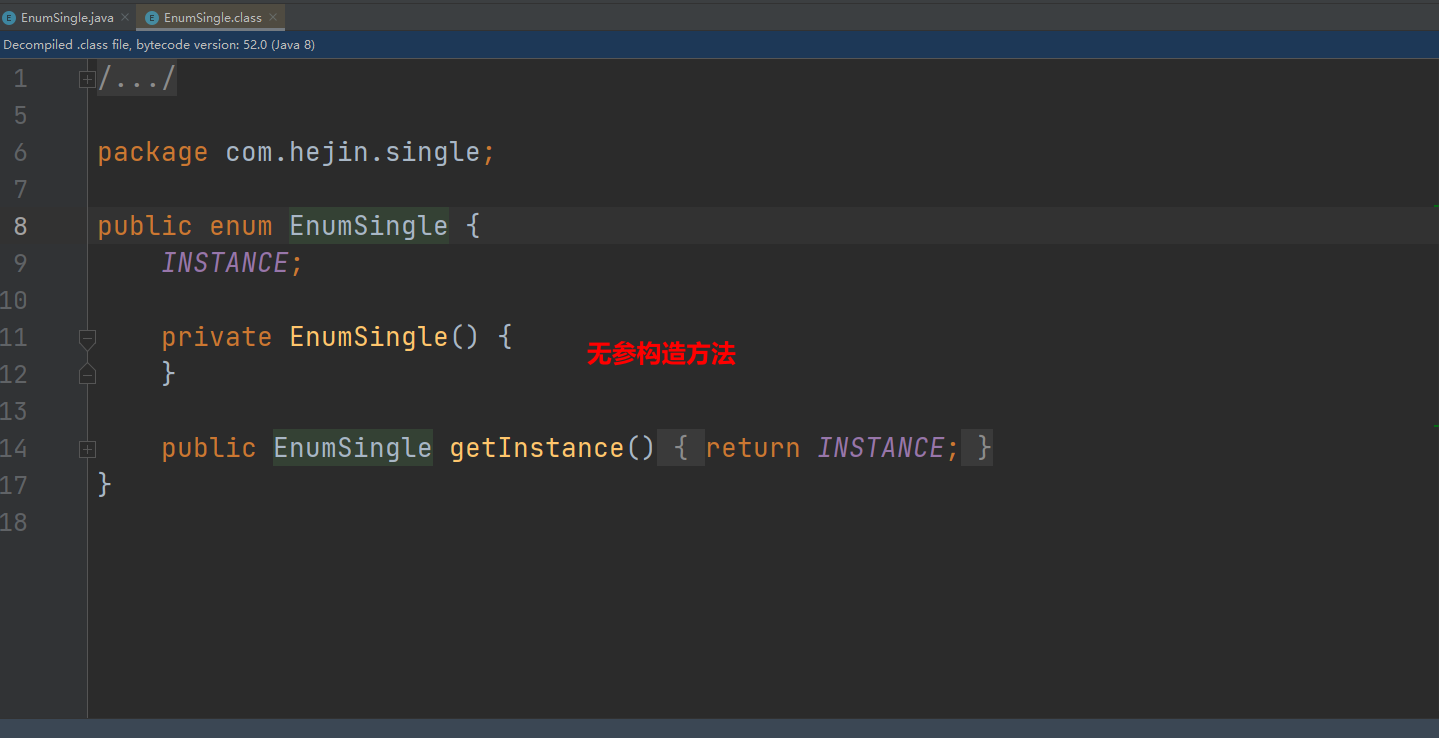 EnumSingle.java EnumSingle.class
Decompiled .class file, bytecode version: 52.0 (Java 8)
1 /.../
5
6 package com.hejin.single;
7
8 public enum EnumSingle {
9 INSTANCE;
10
11 private EnumSingle() {
无参构造方法
12 }
13
14 public EnumSingle getInstance() { return INSTANCE; }
17 }
18